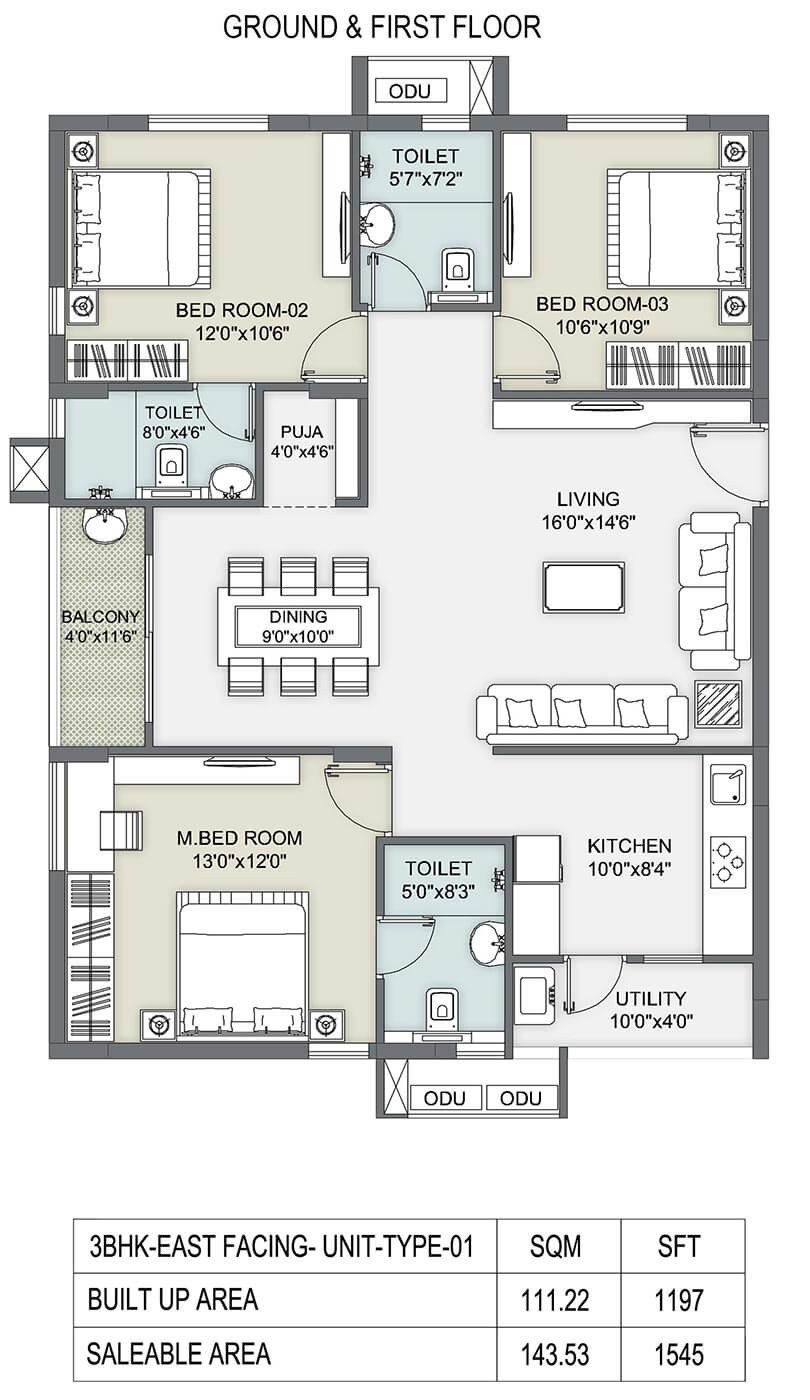 GROUND & FIRST FLOOR
ODU
TOILET
5'7"x7'2"
BED ROOM-02
12'0"x10'6"
BED ROOM-03
10'6"x10'9"
TOILET
8'0"x4'6"
PUJA
4'0"x4'6"
LIVING
16'0"x14'6"
BALCONY
4'0"x11'6"
DINING
9'0"x10'0"
M.BED ROOM
13'0"x12'0"
TOILET
5'0"x8'3"
KITCHEN
10'0"x8'4"
UTILITY
10'0"x4'0"
ODU ODU
3BHK-EAST FACING- UNIT-TYPE-01 SQM SFT
BUILT UP AREA 111.22 1197
SALEABLE AREA 143.53 1545